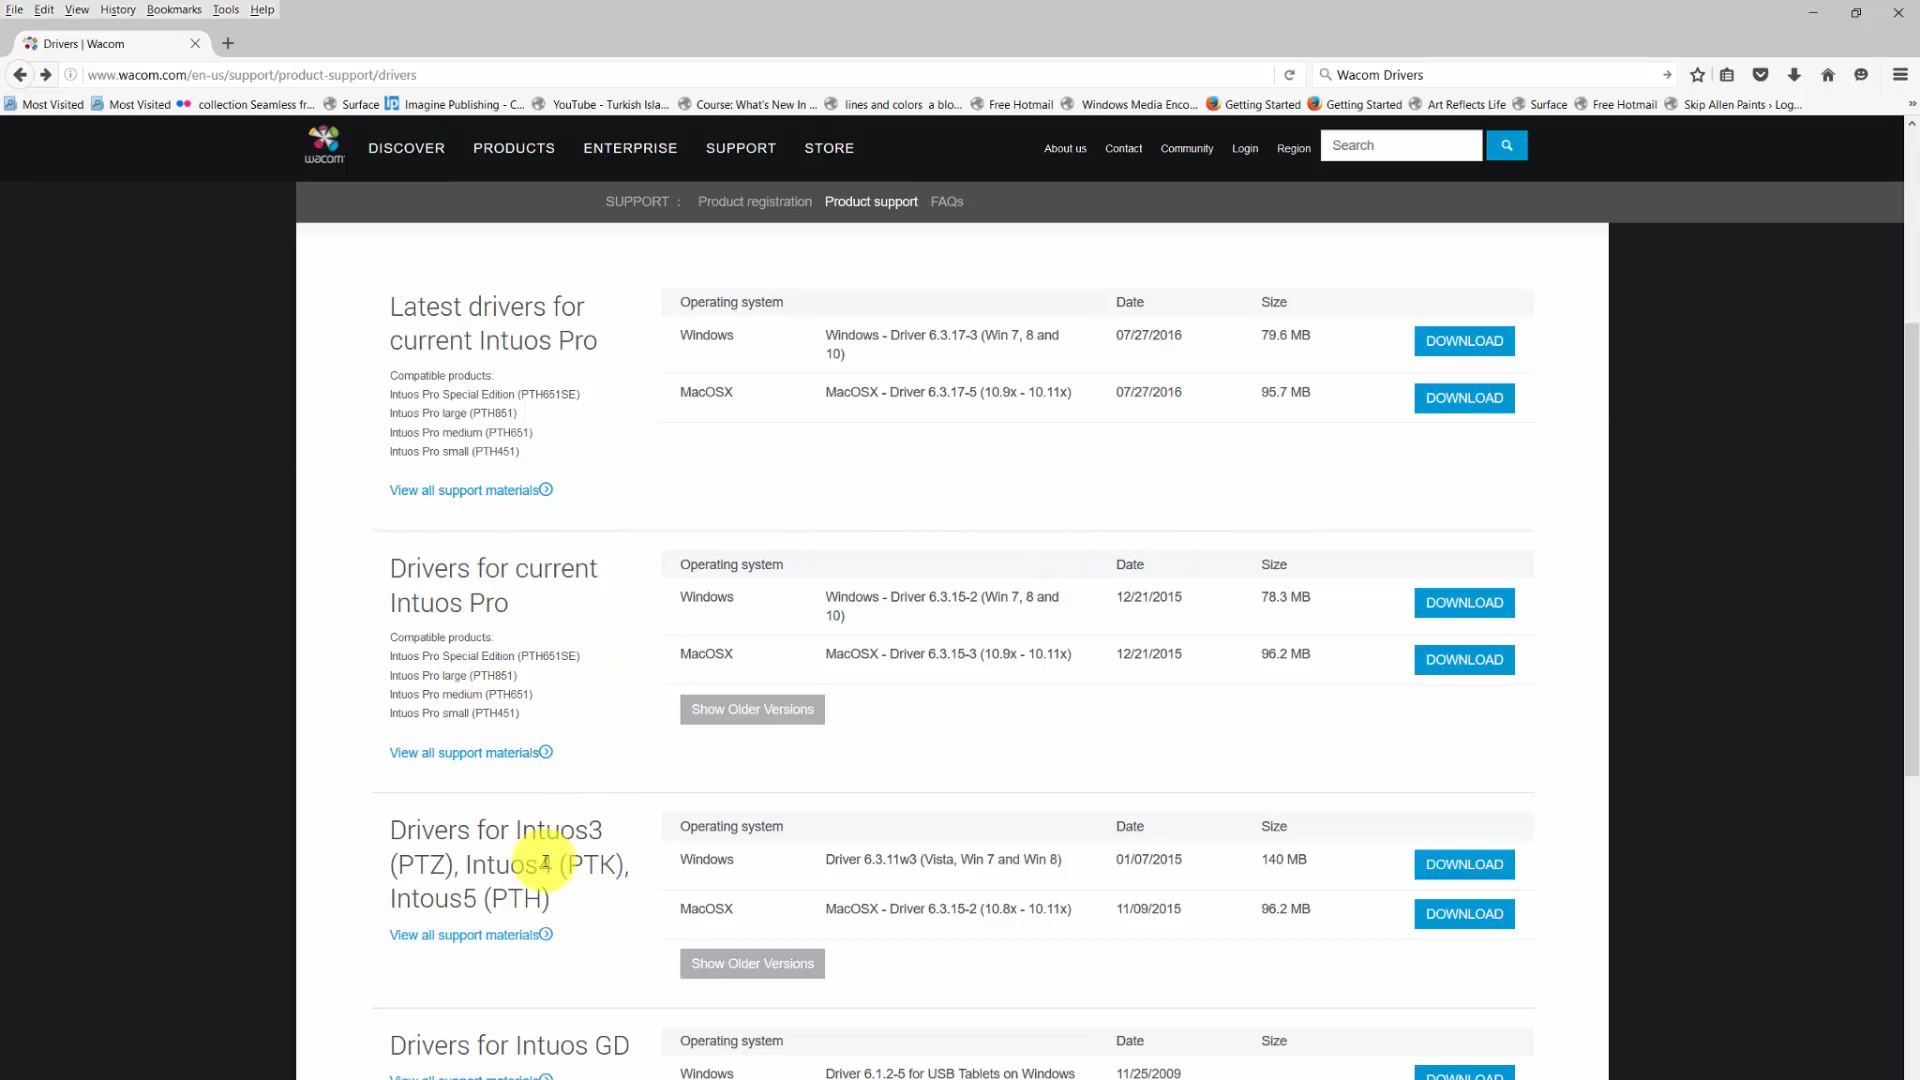 File Edit View History Bookmarks Tools Help
Drivers | Wacom
www.wacom.com/en-us/support/product-support/drivers
Wacom Drivers
Most Visited Most Visited collection Seamless fr... Surface Imagine Publishing - C... YouTube - Turkish Isla... Course: What's New In ... lines and colors a blo... Free Hotmail Windows Media Enco... Getting Started Getting Started Art Reflects Life Surface Free Hotmail Skip Allen Paints › Log...
wacom DISCOVER PRODUCTS ENTERPRISE SUPPORT STORE About us Contact Community Login Region Search
SUPPORT : Product registration Product support FAQs
Latest drivers for
current Intuos Pro
Compatible products:
Intuos Pro Special Edition (PTH651SE)
Intuos Pro large (PTH851)
Intuos Pro medium (PTH651)
Intuos Pro small (PTH451)
View all support materials
Operating system Date Size
Windows Windows - Driver 6.3.17-3 (Win 7, 8 and 07/27/2016 79.6 MB DOWNLOAD
10)
MacOSX MacOSX - Driver 6.3.17-5 (10.9x - 10.11x) 07/27/2016 95.7 MB DOWNLOAD
Drivers for current
Intuos Pro
Compatible products:
Intuos Pro Special Edition (PTH651SE)
Intuos Pro large (PTH851)
Intuos Pro medium (PTH651)
Intuos Pro small (PTH451)
View all support materials
Operating system Date Size
Windows Windows - Driver 6.3.15-2 (Win 7, 8 and 12/21/2015 78.3 MB DOWNLOAD
10)
MacOSX MacOSX - Driver 6.3.15-3 (10.9x - 10.11x) 12/21/2015 96.2 MB DOWNLOAD
Show Older Versions
Drivers for Intuos3
(PTZ), Intuos4 (PTK),
Intous5 (PTH)
View all support materials
Operating system Date Size
Windows Driver 6.3.11w3 (Vista, Win 7 and Win 8) 01/07/2015 140 MB DOWNLOAD
MacOSX MacOSX - Driver 6.3.15-2 (10.8x - 10.11x) 11/09/2015 96.2 MB DOWNLOAD
Show Older Versions
Drivers for Intuos GD
View all support materials
Operating system Date Size
Windows Driver 6.1.2-5 for USB Tablets on Windows 11/25/2009 DOWNLOAD